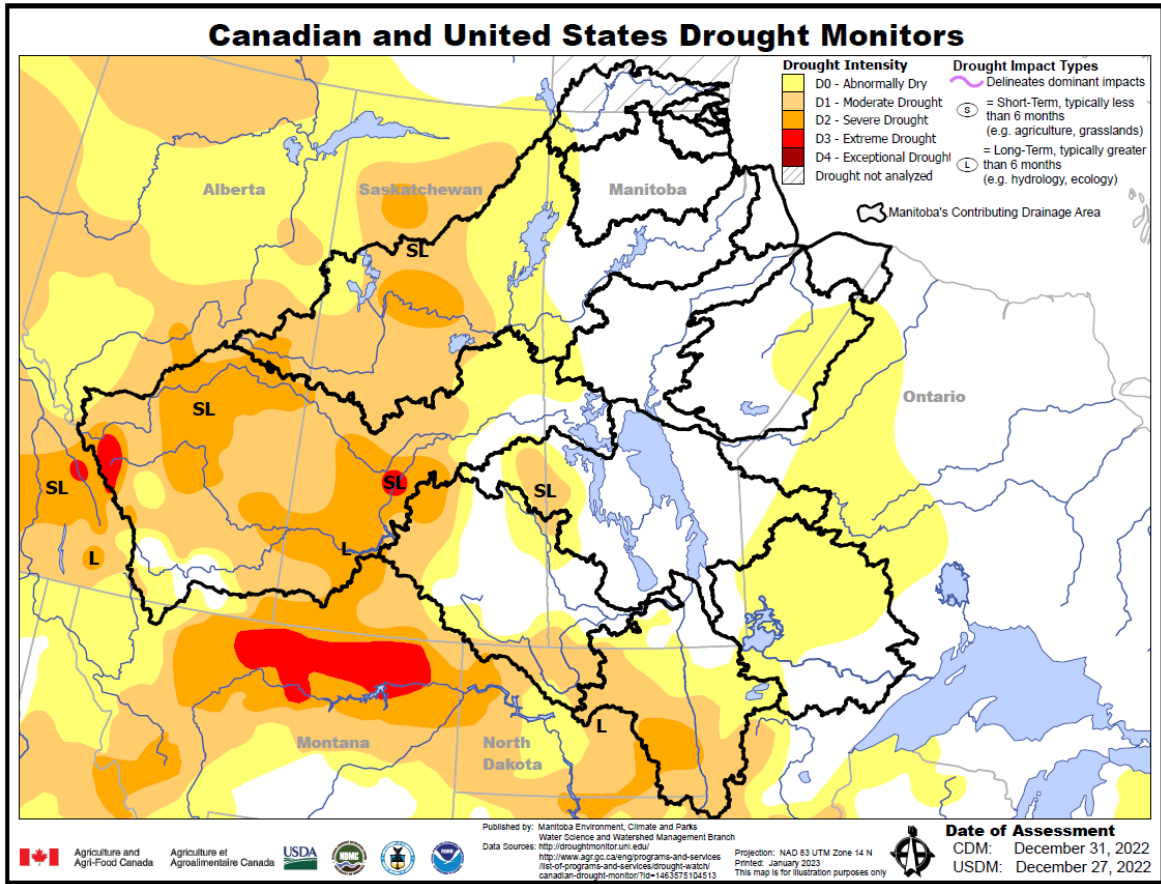 Canadian and United States Drought Monitors
Drought Intensity
D0 - Abnormally Dry
D1 - Moderate Drought
D2 - Severe Drought
D3 - Extreme Drought
D4 - Exceptional Drought
Drought not analyzed
Drought Impact Types
Delineates dominant impacts
S
= Short-Term, typically less
than 6 months
(e.g. agriculture, grasslands)
L
= Long-Term, typically greater
than 6 months
(e.g. hydrology, ecology)
Manitoba's Contributing Drainage Area
Alberta
Saskatchewan
Manitoba
SL
Ontario
SL
SL
SL
SL
L
L
L
Montana
North
Dakota
Agriculture and
Agri-Food Canada
Agriculture et
Agroalimentaire Canada
USDA
NDMC
Published by: Manitoba Environment, Climate and Parks
Water Science and Watershed Management Branch
Data Sources: http://droughtmonitor.unl.edu/
http://www.agr.gc.ca/eng/programs-and-services
/list-of-programs-and-services/drought-watch/
canadian-drought-monitor/?id=1463575104513
Projection: NAD 83 UTM Zone 14 N
Printed: January 2023
This map is for illustration purposes only
Date of Assessment
CDM: December 31, 2022
USDM: December 27, 2022